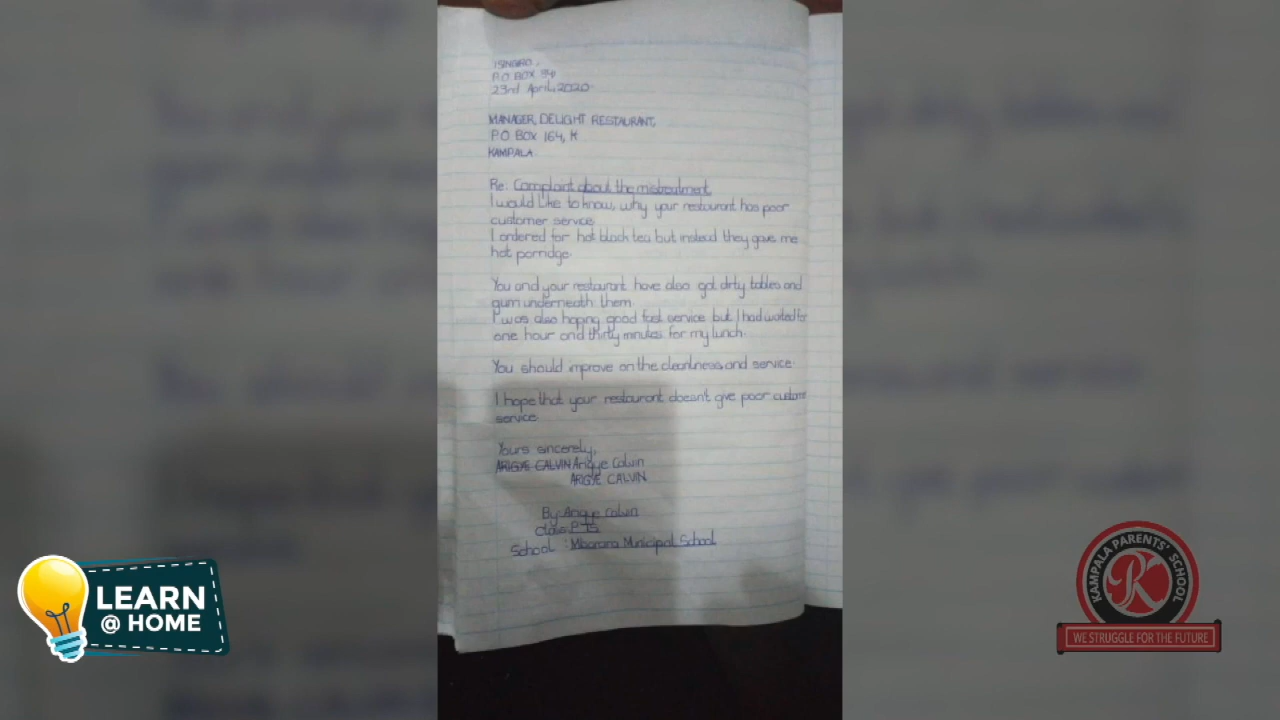 ISINGIRO,
P.O BOX 94
23rd April, 2020
MANAGER, DELIGHT RESTAURANT,
P.O BOX 164, K
KAMPALA.
Re: Complaint about the mistreatment
I would like to know, why your restaurant has poor
customer service.
I ordered for hot black tea but instead they gave me
hot porridge.
You and your restaurant have also got dirty tables and
gum underneath them.
I was also hoping good fast service but I had waited for
one hour and thirty minutes for my lunch.
You should improve on the cleanliness and service.
I hope that your restaurant doesn't give poor custome
service.
Yours sincerely,
ARIGYE CALVIN Arigye Calvin
ARIGYE CALVIN
By: Arigye Calvin
class: P.
School : Mbarara Municipal School
LEARN
@ HOME
KAMPALA PARENTS' SCHOOL
K
WE STRUGGLE FOR THE FUTURE